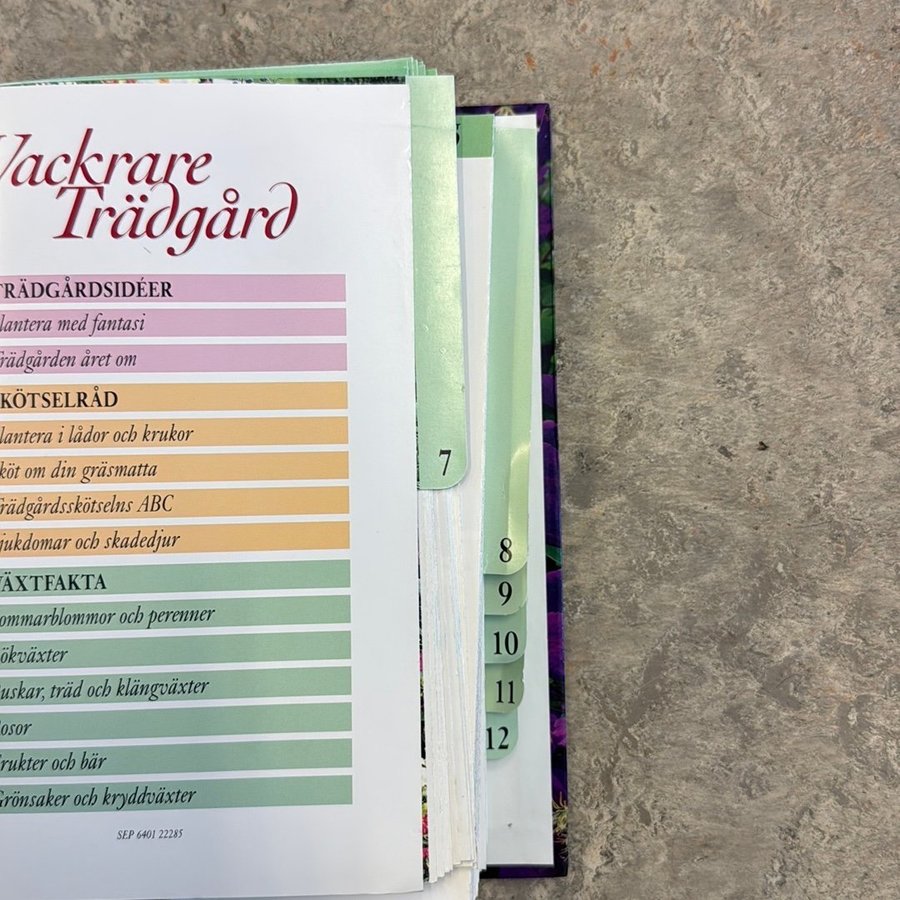 Vackrare
Trädgård
TRÄDGÅRDSIDÉER
lantera med fantasi
rädgården året om
KÖTSELRÅD
lantera i lådor och krukor
köt om din gräsmatta
rädgårdsskötselns ABC
jukdomar och skadedjur
VÄXTFAKTA
ommarblommor och perenner
ökväxter
uskar, träd och klängväxter
osor
rukter och bär
Grönsaker och kryddväxter
SEP 6401 22285
7
8
9
10
11
12